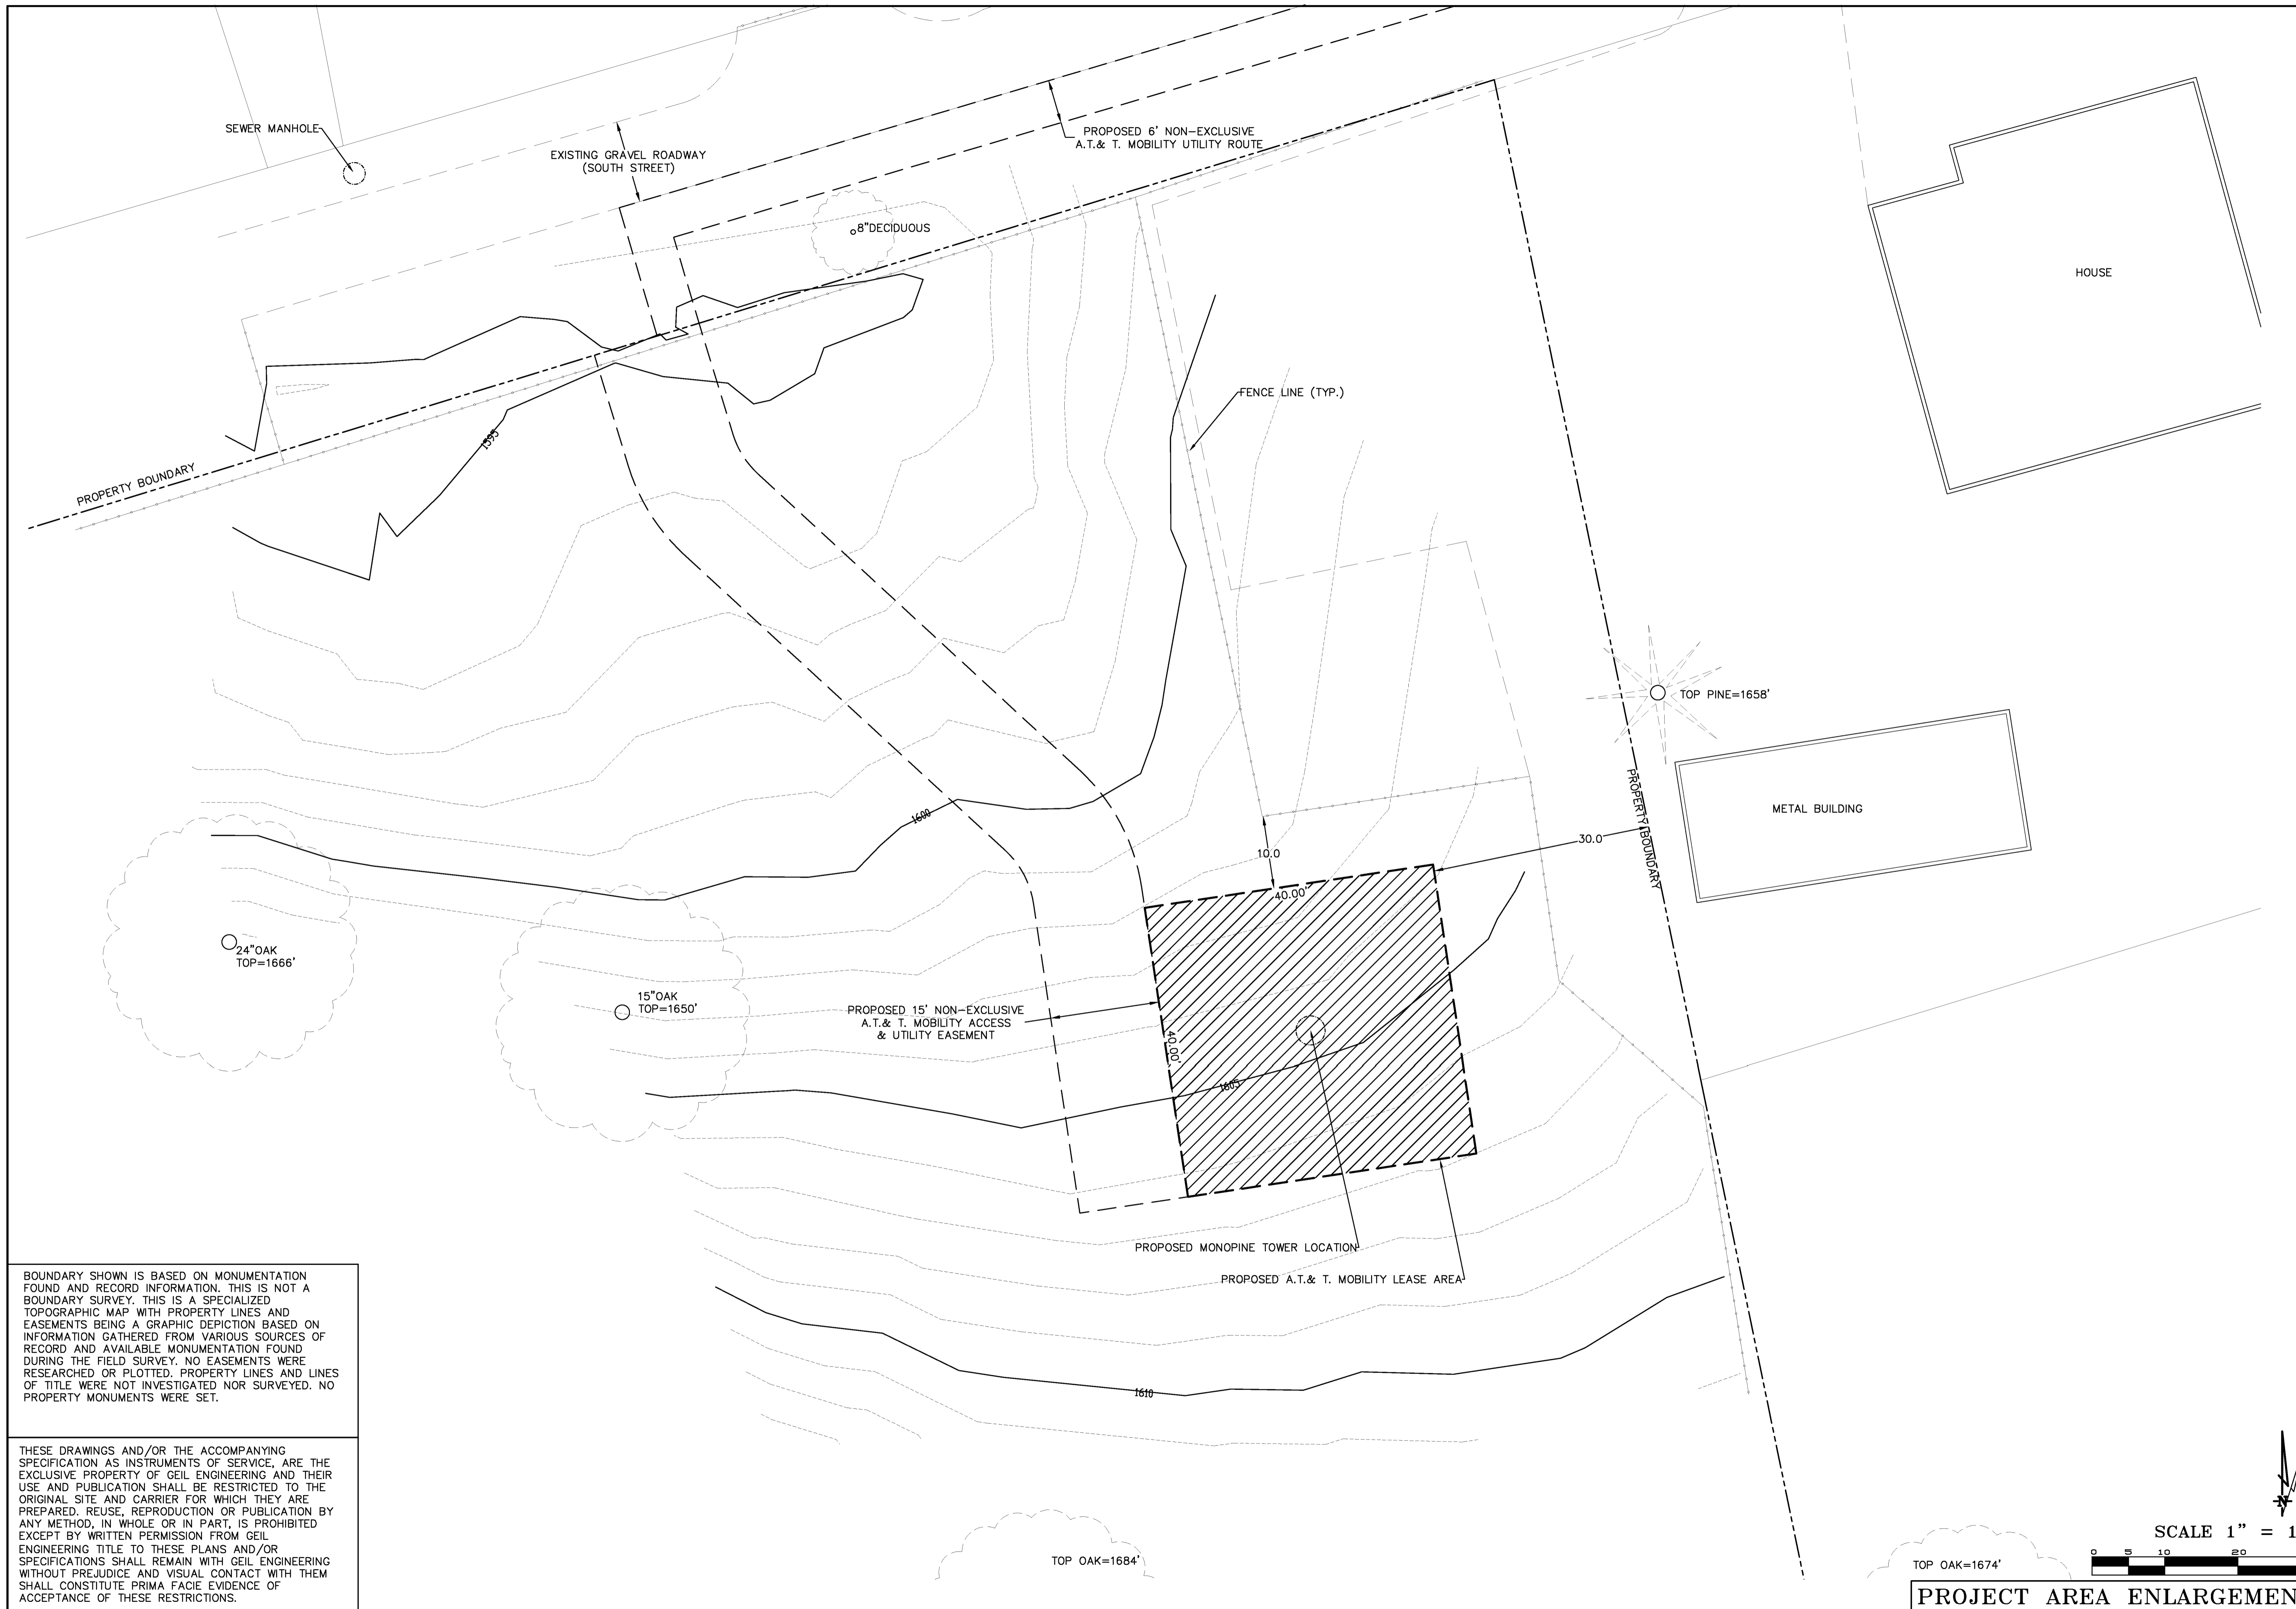 SEWER MANHOLE
EXISTING GRAVEL ROADWAY
(SOUTH STREET)
PROPOSED 6' NON-EXCLUSIVE
A.T.& T. MOBILITY UTILITY ROUTE
8"DECIDUOUS
HOUSE
FENCE LINE (TYP.)
1595
PROPERTY BOUNDARY
TOP PINE=1658'
METAL BUILDING
PROPERTY BOUNDARY
1600
10.0
30.0
40.00'
24"OAK
TOP=1666'
15"OAK
TOP=1650'
PROPOSED 15' NON-EXCLUSIVE
A.T.& T. MOBILITY ACCESS
& UTILITY EASEMENT
40.00'
1605
PROPOSED MONOPINE TOWER LOCATION
PROPOSED A.T.& T. MOBILITY LEASE AREA
1610
BOUNDARY SHOWN IS BASED ON MONUMENTATION
FOUND AND RECORD INFORMATION. THIS IS NOT A
BOUNDARY SURVEY. THIS IS A SPECIALIZED
TOPOGRAPHIC MAP WITH PROPERTY LINES AND
EASEMENTS BEING A GRAPHIC DEPICTION BASED ON
INFORMATION GATHERED FROM VARIOUS SOURCES OF
RECORD AND AVAILABLE MONUMENTATION FOUND
DURING THE FIELD SURVEY. NO EASEMENTS WERE
RESEARCHED OR PLOTTED. PROPERTY LINES AND LINES
OF TITLE WERE NOT INVESTIGATED NOR SURVEYED. NO
PROPERTY MONUMENTS WERE SET.
THESE DRAWINGS AND/OR THE ACCOMPANYING
SPECIFICATION AS INSTRUMENTS OF SERVICE, ARE THE
EXCLUSIVE PROPERTY OF GEIL ENGINEERING AND THEIR
USE AND PUBLICATION SHALL BE RESTRICTED TO THE
ORIGINAL SITE AND CARRIER FOR WHICH THEY ARE
PREPARED. REUSE, REPRODUCTION OR PUBLICATION BY
ANY METHOD, IN WHOLE OR IN PART, IS PROHIBITED
EXCEPT BY WRITTEN PERMISSION FROM GEIL
ENGINEERING TITLE TO THESE PLANS AND/OR
SPECIFICATIONS SHALL REMAIN WITH GEIL ENGINEERING
WITHOUT PREJUDICE AND VISUAL CONTACT WITH THEM
SHALL CONSTITUTE PRIMA FACIE EVIDENCE OF
ACCEPTANCE OF THESE RESTRICTIONS.
TOP OAK=1684'
TOP OAK=1674'
N
SCALE 1" = 1
0 5 10 20
PROJECT AREA ENLARGEMEN